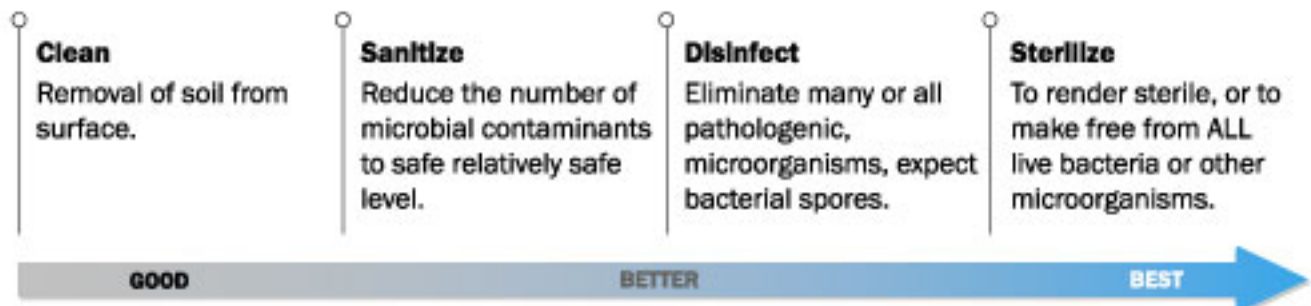 Clean
Removal of soil from
surface.
Sanitize
Reduce the number of
microbial contaminants
to safe relatively safe
level.
Disinfect
Eliminate many or all
pathologenic,
microorganisms, expect
bacterial spores.
Sterilize
To render sterile, or to
make free from ALL
live bacteria or other
microorganisms.
GOOD
BETTER
BEST